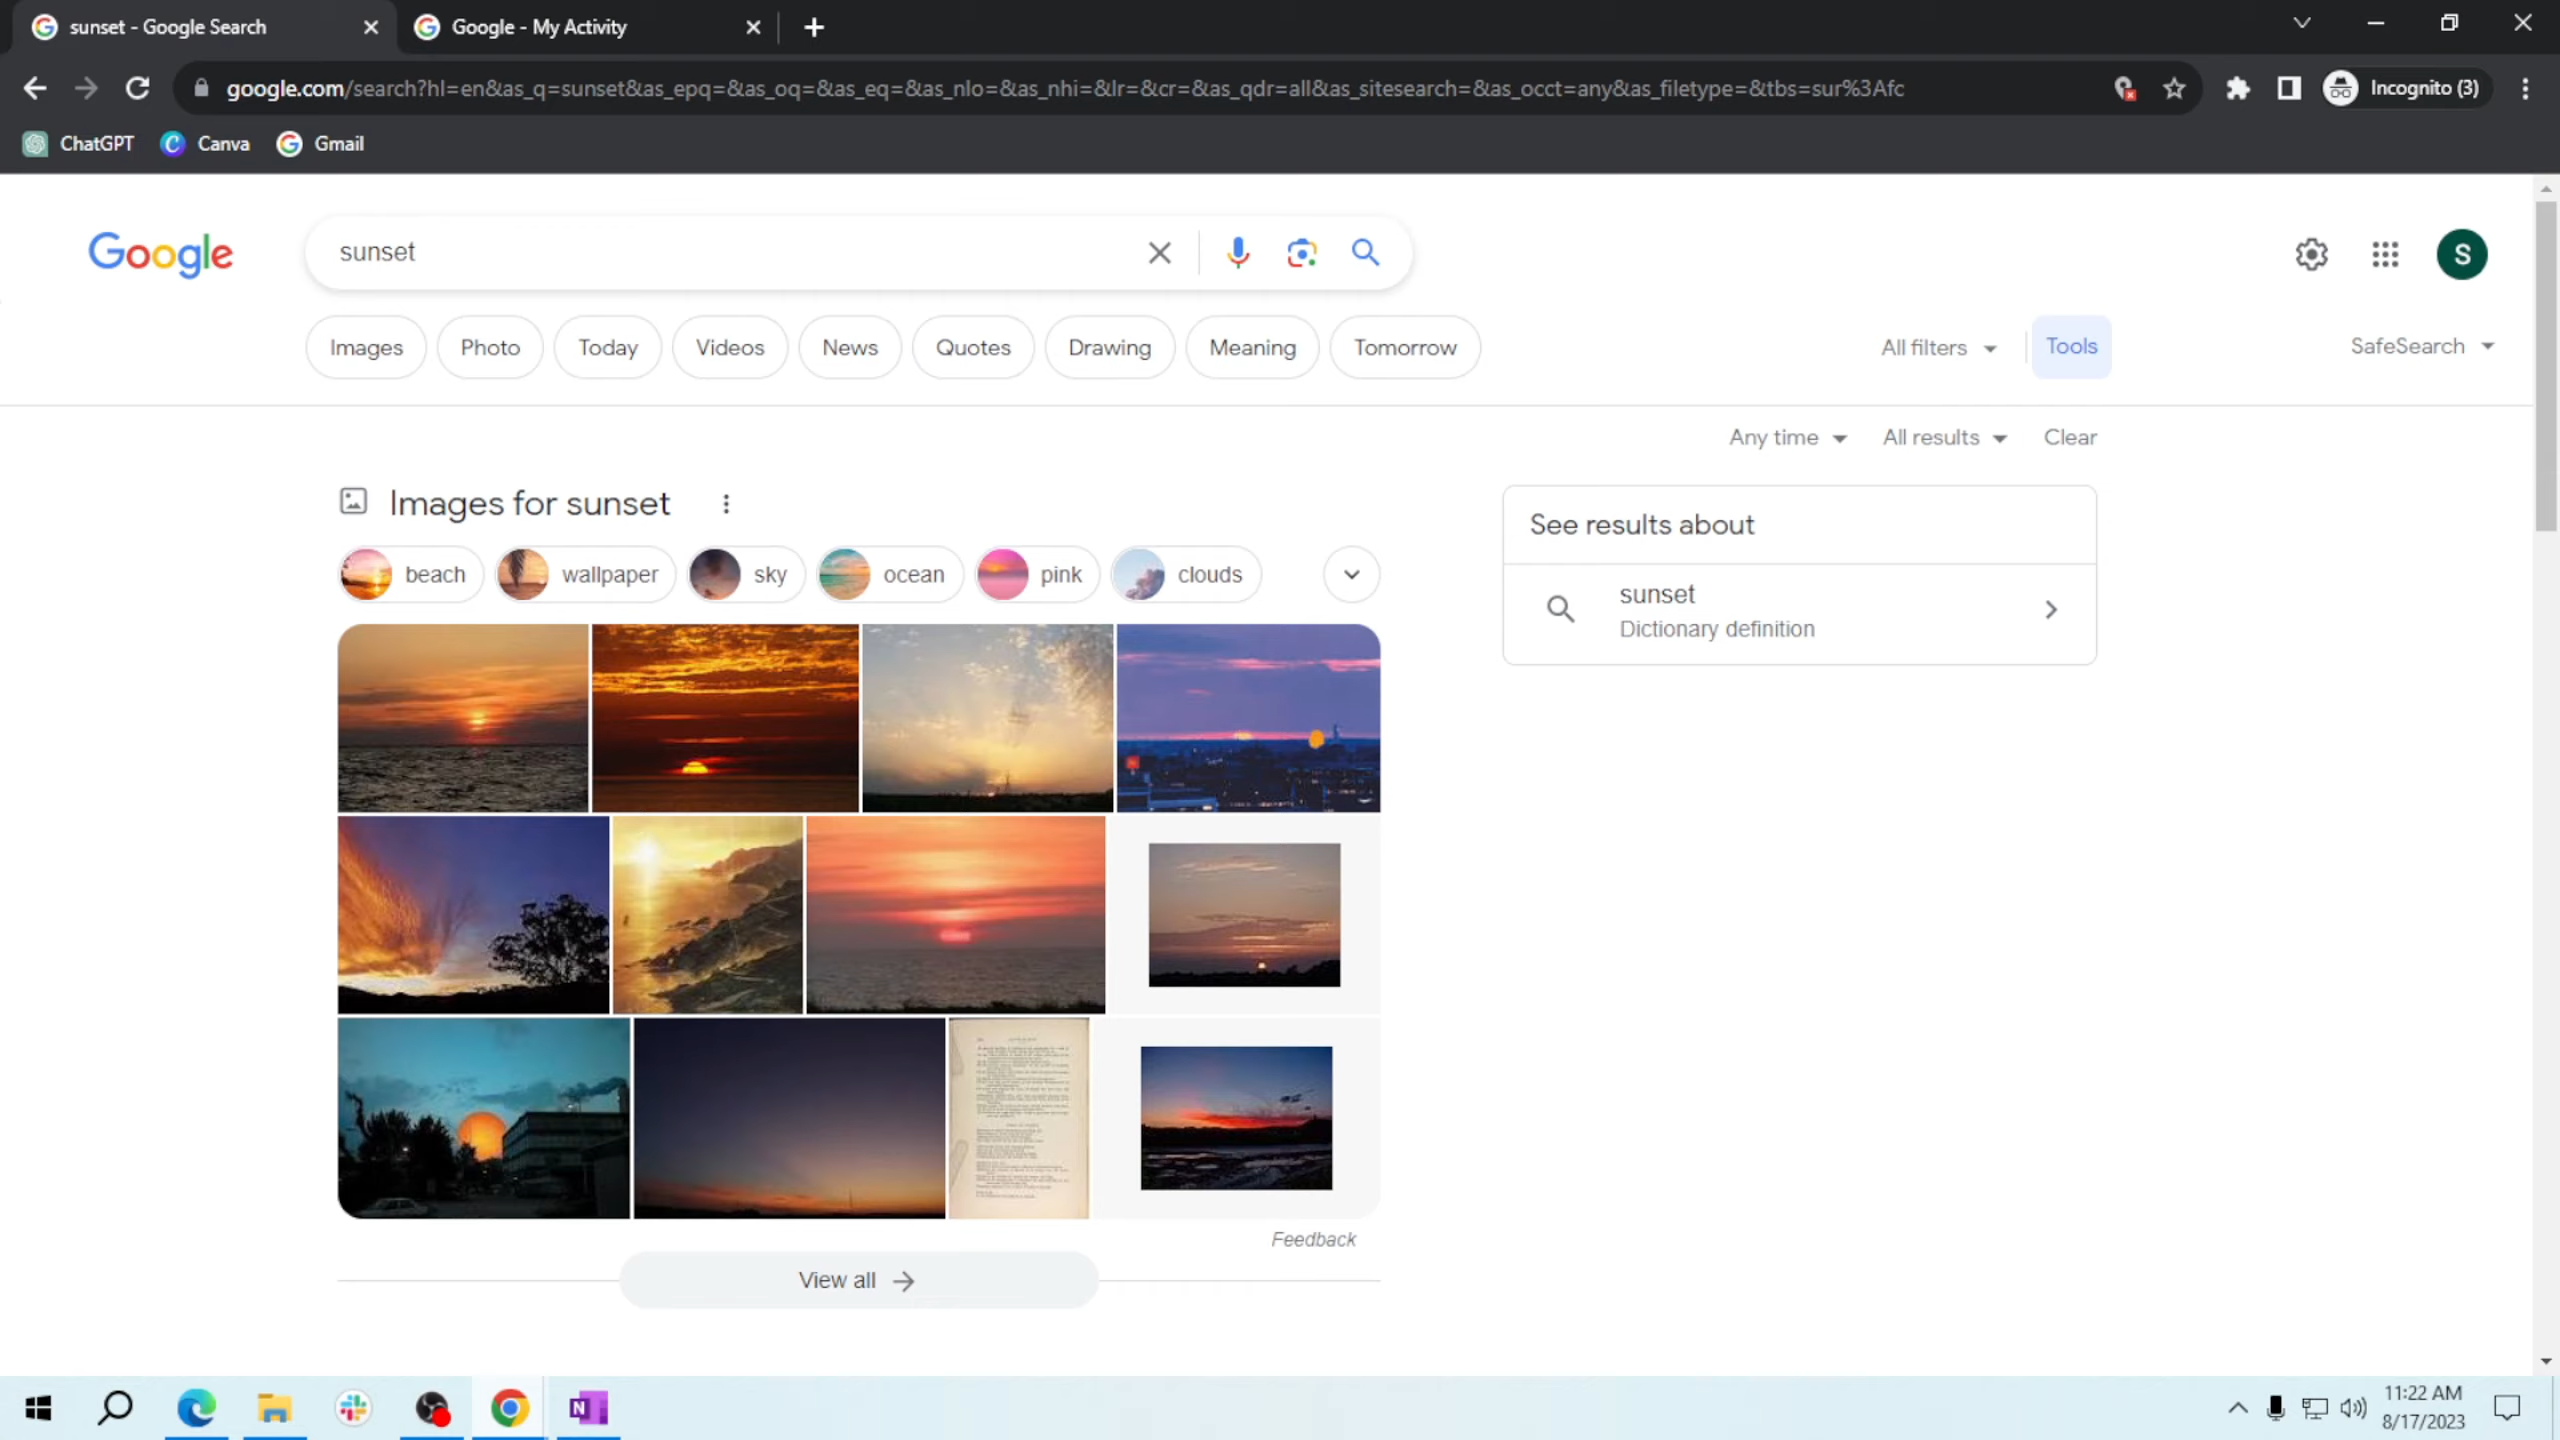 sunset - Google Search
Google - My Activity
google.com/search?hl=en&as_q=sunset&as_epq=&as_oq=&as_eq=&as_nlo=&as_nhi=&lr=&cr=&as_qdr=all&as_sitesearch=&as_occt=any&as_filetype=&tbs=sur%3Afc
Incognito (3)
ChatGPT
Canva
Gmail
Google
sunset
S
Images
Photo
Today
Videos
News
Quotes
Drawing
Meaning
Tomorrow
All filters
Tools
SafeSearch
Any time
All results
Clear
Images for sunset
beach
wallpaper
sky
ocean
pink
clouds
See results about
sunset
Dictionary definition
Feedback
View all
11:22 AM
8/17/2023